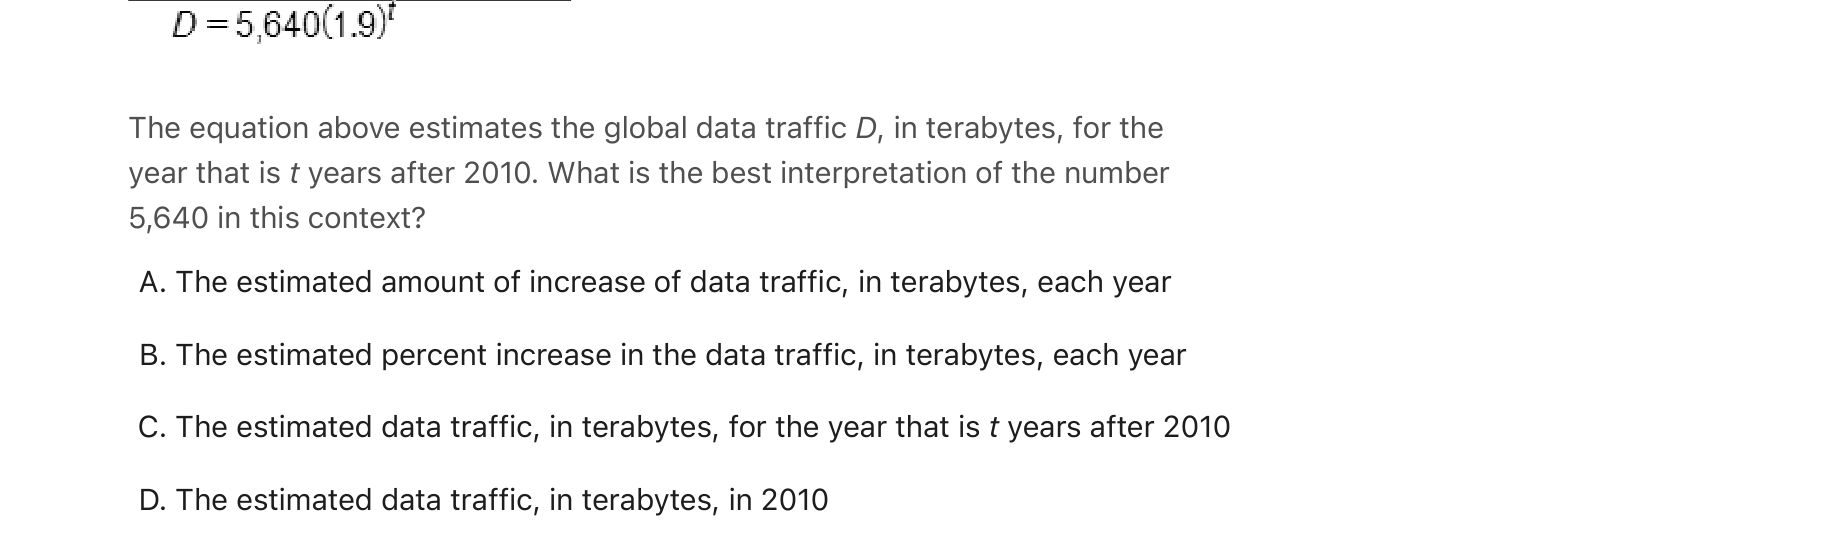 D = 5,640(1.9)^t
The equation above estimates the global data traffic D, in terabytes, for the
year that is t years after 2010. What is the best interpretation of the number
5,640 in this context?
A. The estimated amount of increase of data traffic, in terabytes, each year
B. The estimated percent increase in the data traffic, in terabytes, each year
C. The estimated data traffic, in terabytes, for the year that is t years after 2010
D. The estimated data traffic, in terabytes, in 2010